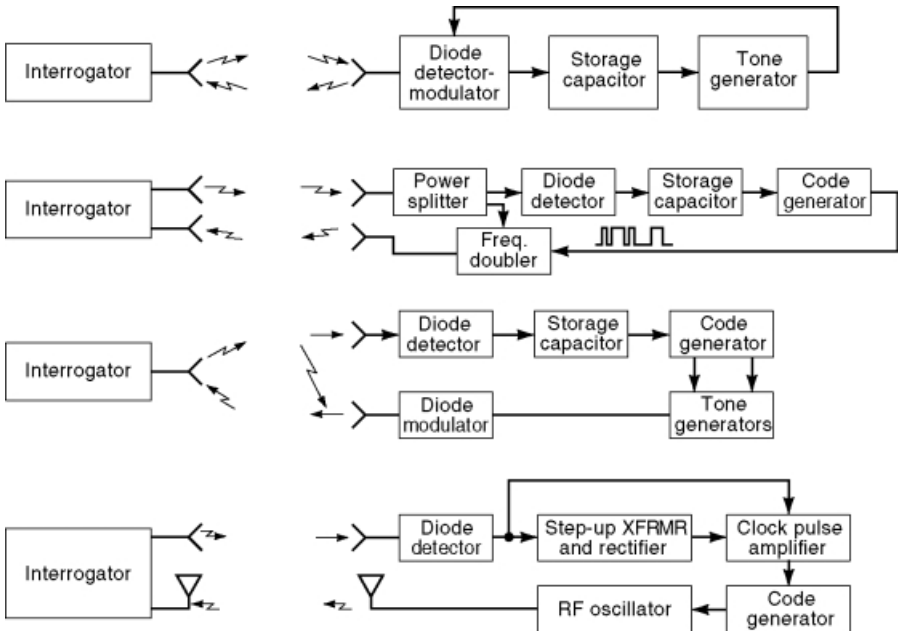 Interrogator
Diode
detector-
modulator
Storage
capacitor
Tone
generator
Interrogator
Power
splitter
Diode
detector
Storage
capacitor
Code
generator
Freq.
doubler
Interrogator
Diode
detector
Storage
capacitor
Code
generator
Diode
modulator
Tone
generators
Interrogator
Diode
detector
Step-up XFRMR
and rectifier
Clock pulse
amplifier
RF oscillator
Code
generator